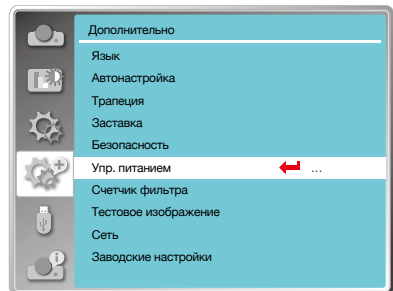 Дополнительно
Язык
Автонастройка
Трапеция
Заставка
Безопасность
Упр. питанием ...
Счетчик фильтра
Тестовое изображение
Сеть
Заводские настройки